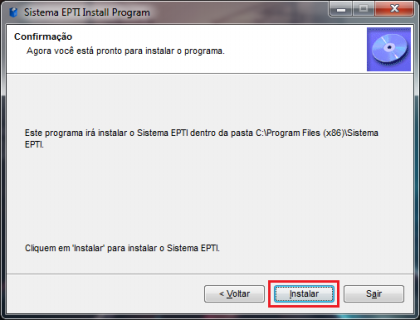 Sistema EPTI Install Program
Confirmação
Agora você está pronto para instalar o programa.
Este programa irá instalar o Sistema EPTI dentro da pasta C:\Program Files (x86)\Sistema
EPTI.
Cliquem em 'Instalar' para instalar o Sistema EPTI.
< Voltar Instalar Sair